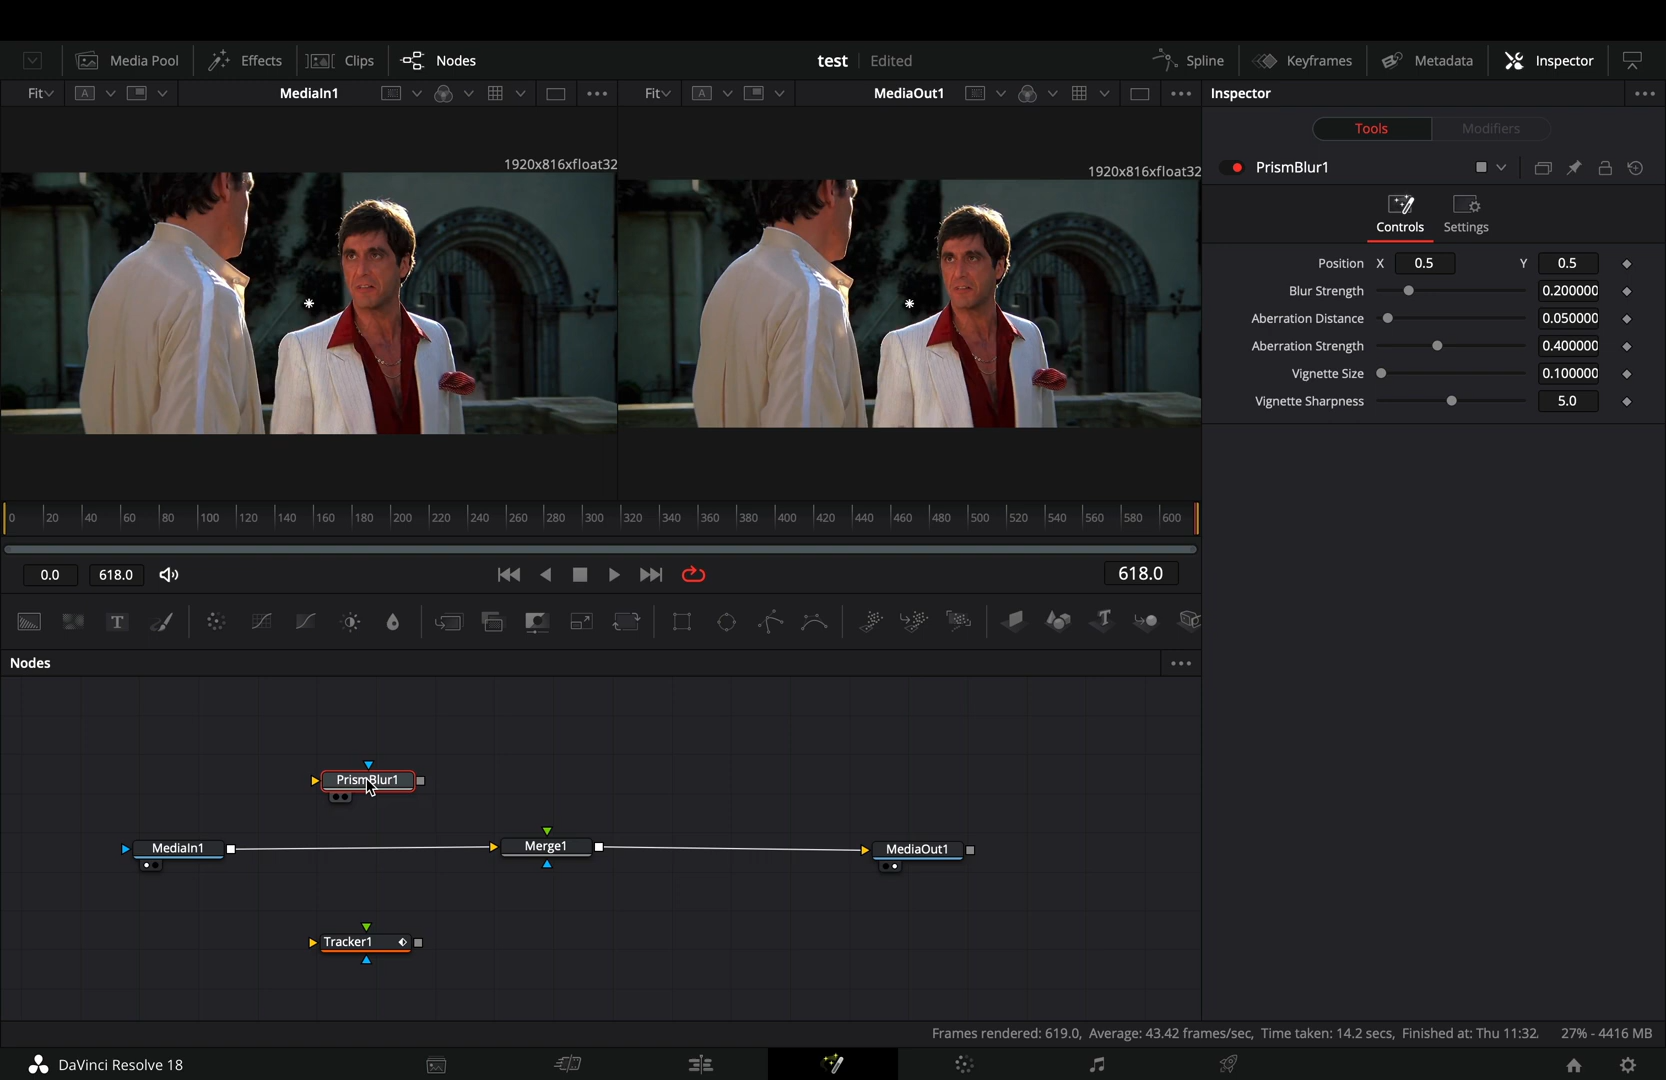 Media Pool Effects Clips Nodes test Edited Spline Keyframes Metadata Inspector
Fit A MediaIn1 Fit A MediaOut1 Inspector
Tools Modifiers
1920x816xfloat32 1920x816xfloat32
PrismBlur1
Controls Settings
Position X 0.5 Y 0.5
Blur Strength 0.200000
Aberration Distance 0.050000
Aberration Strength 0.400000
Vignette Size 0.100000
Vignette Sharpness 5.0
0 20 40 60 80 100 120 140 160 180 200 220 240 260 280 300 320 340 360 380 400 420 440 460 480 500 520 540 560 580 600
0.0 618.0 618.0
T T
Nodes
PrismBlur1
MediaIn1 Merge1 MediaOut1
Tracker1
Frames rendered: 619.0, Average: 43.42 frames/sec, Time taken: 14.2 secs, Finished at: Thu 11:32. 27% - 4416 MB
DaVinci Resolve 18